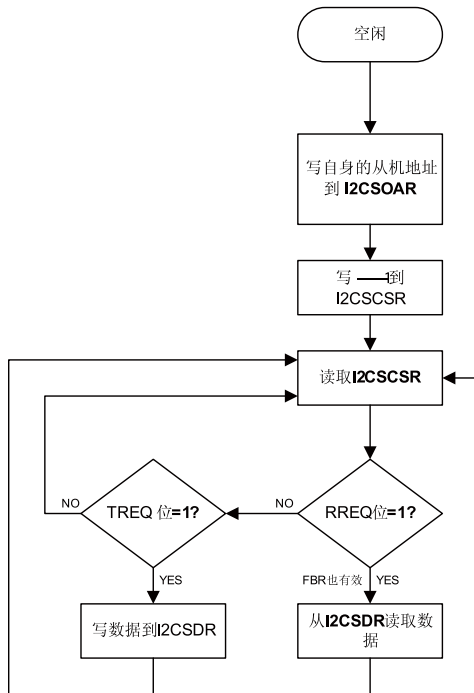 空闲
写自身的从机地址
到 I2CSOAR
写 -------1到
I2CSCSR
读取I2CSCSR
TREQ 位=1?
NO
RREQ位=1?
NO
YES
FBR也有效
YES
写数据到I2CSDR
从I2CSDR读取数
据